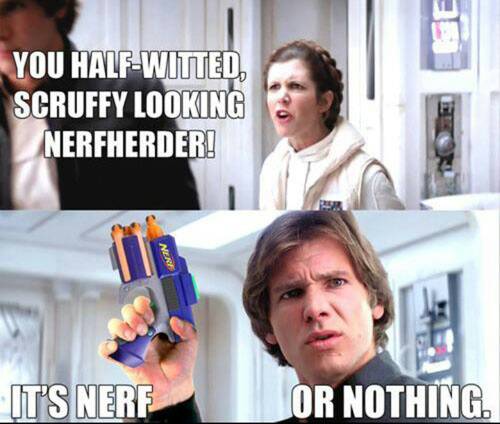 YOU HALF-WITTED,
SCRUFFY LOOKING
NERFHERDER!
NERF
IT'S NERF
OR NOTHING.